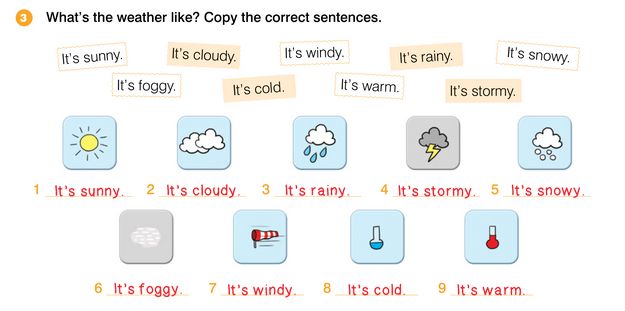 3 What's the weather like? Copy the correct sentences.
It's sunny. It's cloudy. It's windy. It's rainy. It's snowy.
It's foggy. It's cold. It's warm. It's stormy.
1 It's sunny. 2 It's cloudy. 3 It's rainy. 4 It's stormy. 5 It's snowy.
6 It's foggy. 7 It's windy. 8 It's cold. 9 It's warm.